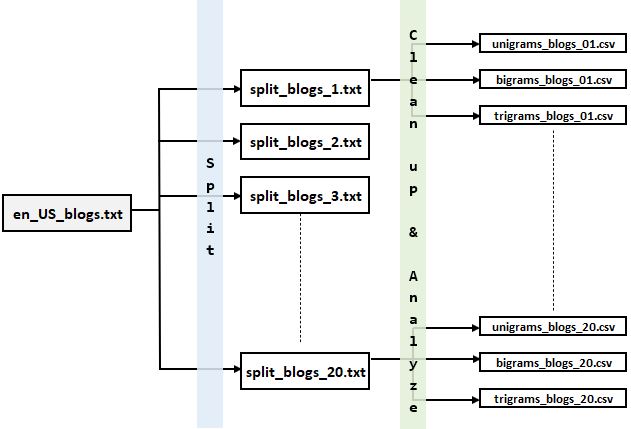 en_US_blogs.txt
Split
split_blogs_1.txt
split_blogs_2.txt
split_blogs_3.txt
split_blogs_20.txt
Clean up & Analyze
unigrams_blogs_01.csv
bigrams_blogs_01.csv
trigrams_blogs_01.csv
unigrams_blogs_20.csv
bigrams_blogs_20.csv
trigrams_blogs_20.csv